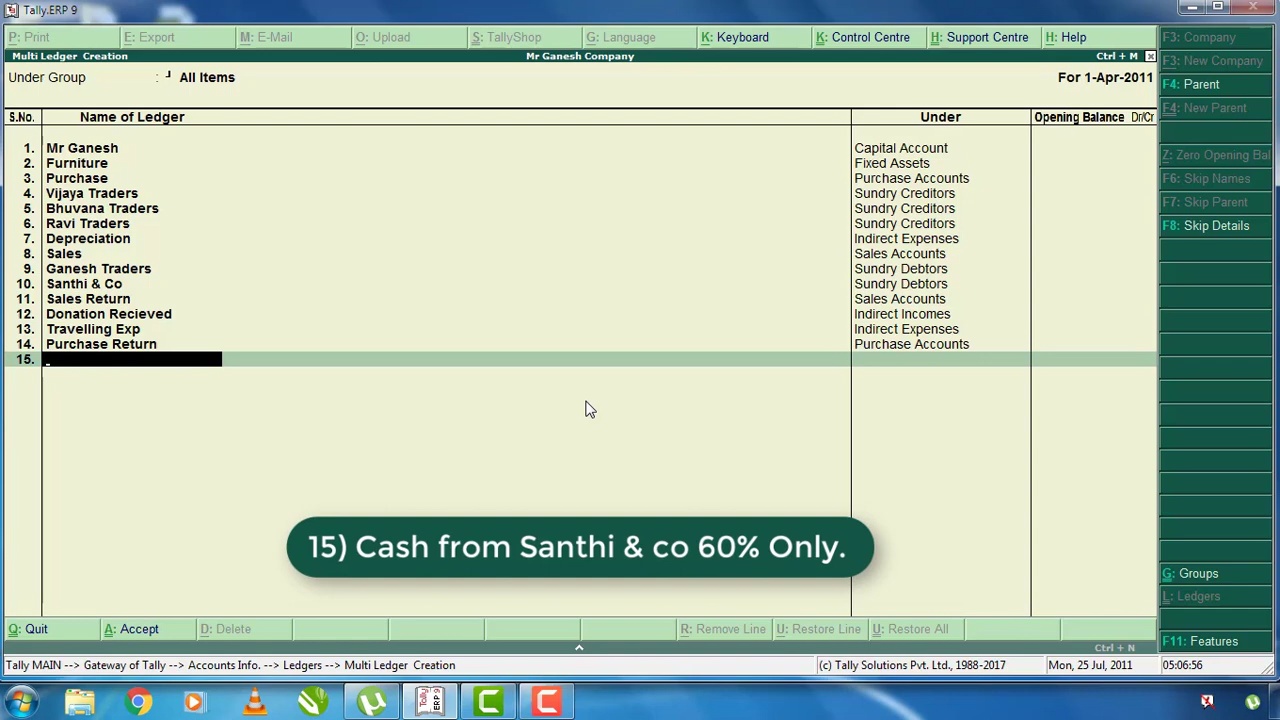 Tally.ERP 9
P: Print E: Export M: E-Mail O: Upload S: TallyShop G: Language K: Keyboard K: Control Centre H: Support Centre H: Help
Multi Ledger Creation Mr Ganesh Company Ctrl + M
Under Group : All Items For 1-Apr-2011
S.No. Name of Ledger Under Opening Balance Dr/Cr
1. Mr Ganesh Capital Account
2. Furniture Fixed Assets
3. Purchase Purchase Accounts
4. Vijaya Traders Sundry Creditors
5. Bhuvana Traders Sundry Creditors
6. Ravi Traders Sundry Creditors
7. Depreciation Indirect Expenses
8. Sales Sales Accounts
9. Ganesh Traders Sundry Debtors
10. Santhi & Co Sundry Debtors
11. Sales Return Sales Accounts
12. Donation Recieved Indirect Incomes
13. Travelling Exp Indirect Expenses
14. Purchase Return Purchase Accounts
15.
15) Cash from Santhi & co 60% Only.
F3: Company
F3: New Company
F4: Parent
F4: New Parent
Z: Zero Opening Bal
F6: Skip Names
F7: Skip Parent
F8: Skip Details
G: Groups
L: Ledgers
F11: Features
Q: Quit A: Accept D: Delete R: Remove Line U: Restore Line U: Restore All
Ctrl + N
Tally MAIN --> Gateway of Tally --> Accounts Info. --> Ledgers --> Multi Ledger Creation (c) Tally Solutions Pvt. Ltd., 1988-2017 Mon, 25 Jul, 2011 05:06:56